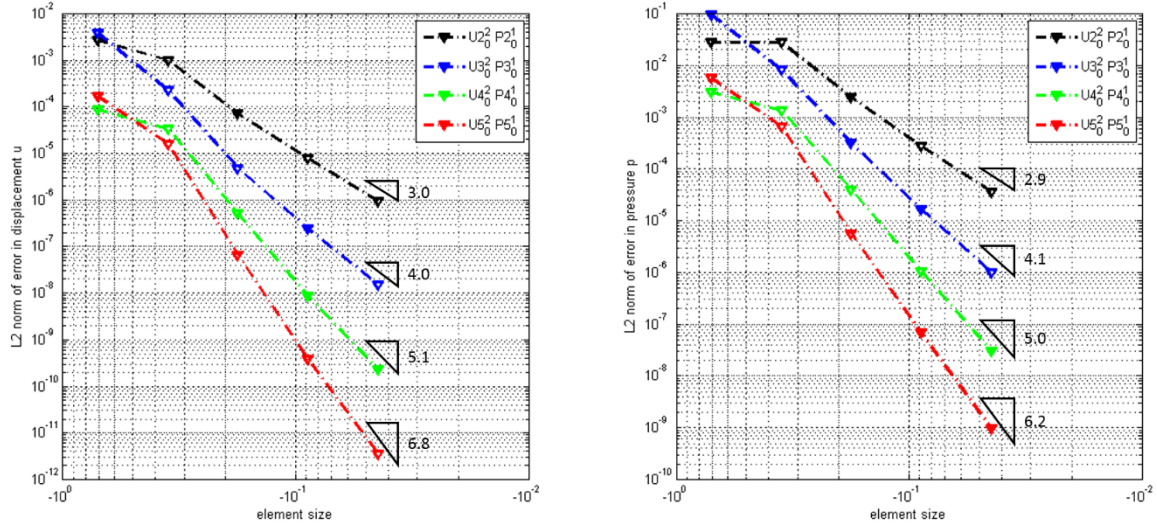 L2 norm of error in displacement u
10^-2
10^-3
10^-4
10^-5
10^-6
10^-7
10^-8
10^-9
10^-10
10^-11
10^-12
U2^2_0 P2^1_0
U3^2_0 P3^1_0
U4^2_0 P4^1_0
U5^2_0 P5^1_0
3.0
4.0
5.1
6.8
-10^0
-10^-1
-10^-2
element size
L2 norm of error in pressure p
10^-1
10^-2
10^-3
10^-4
10^-5
10^-6
10^-7
10^-8
10^-9
10^-10
U2^2_0 P2^1_0
U3^2_0 P3^1_0
U4^2_0 P4^1_0
U5^2_0 P5^1_0
2.9
4.1
5.0
6.2
-10^0
-10^-1
-10^-2
element size